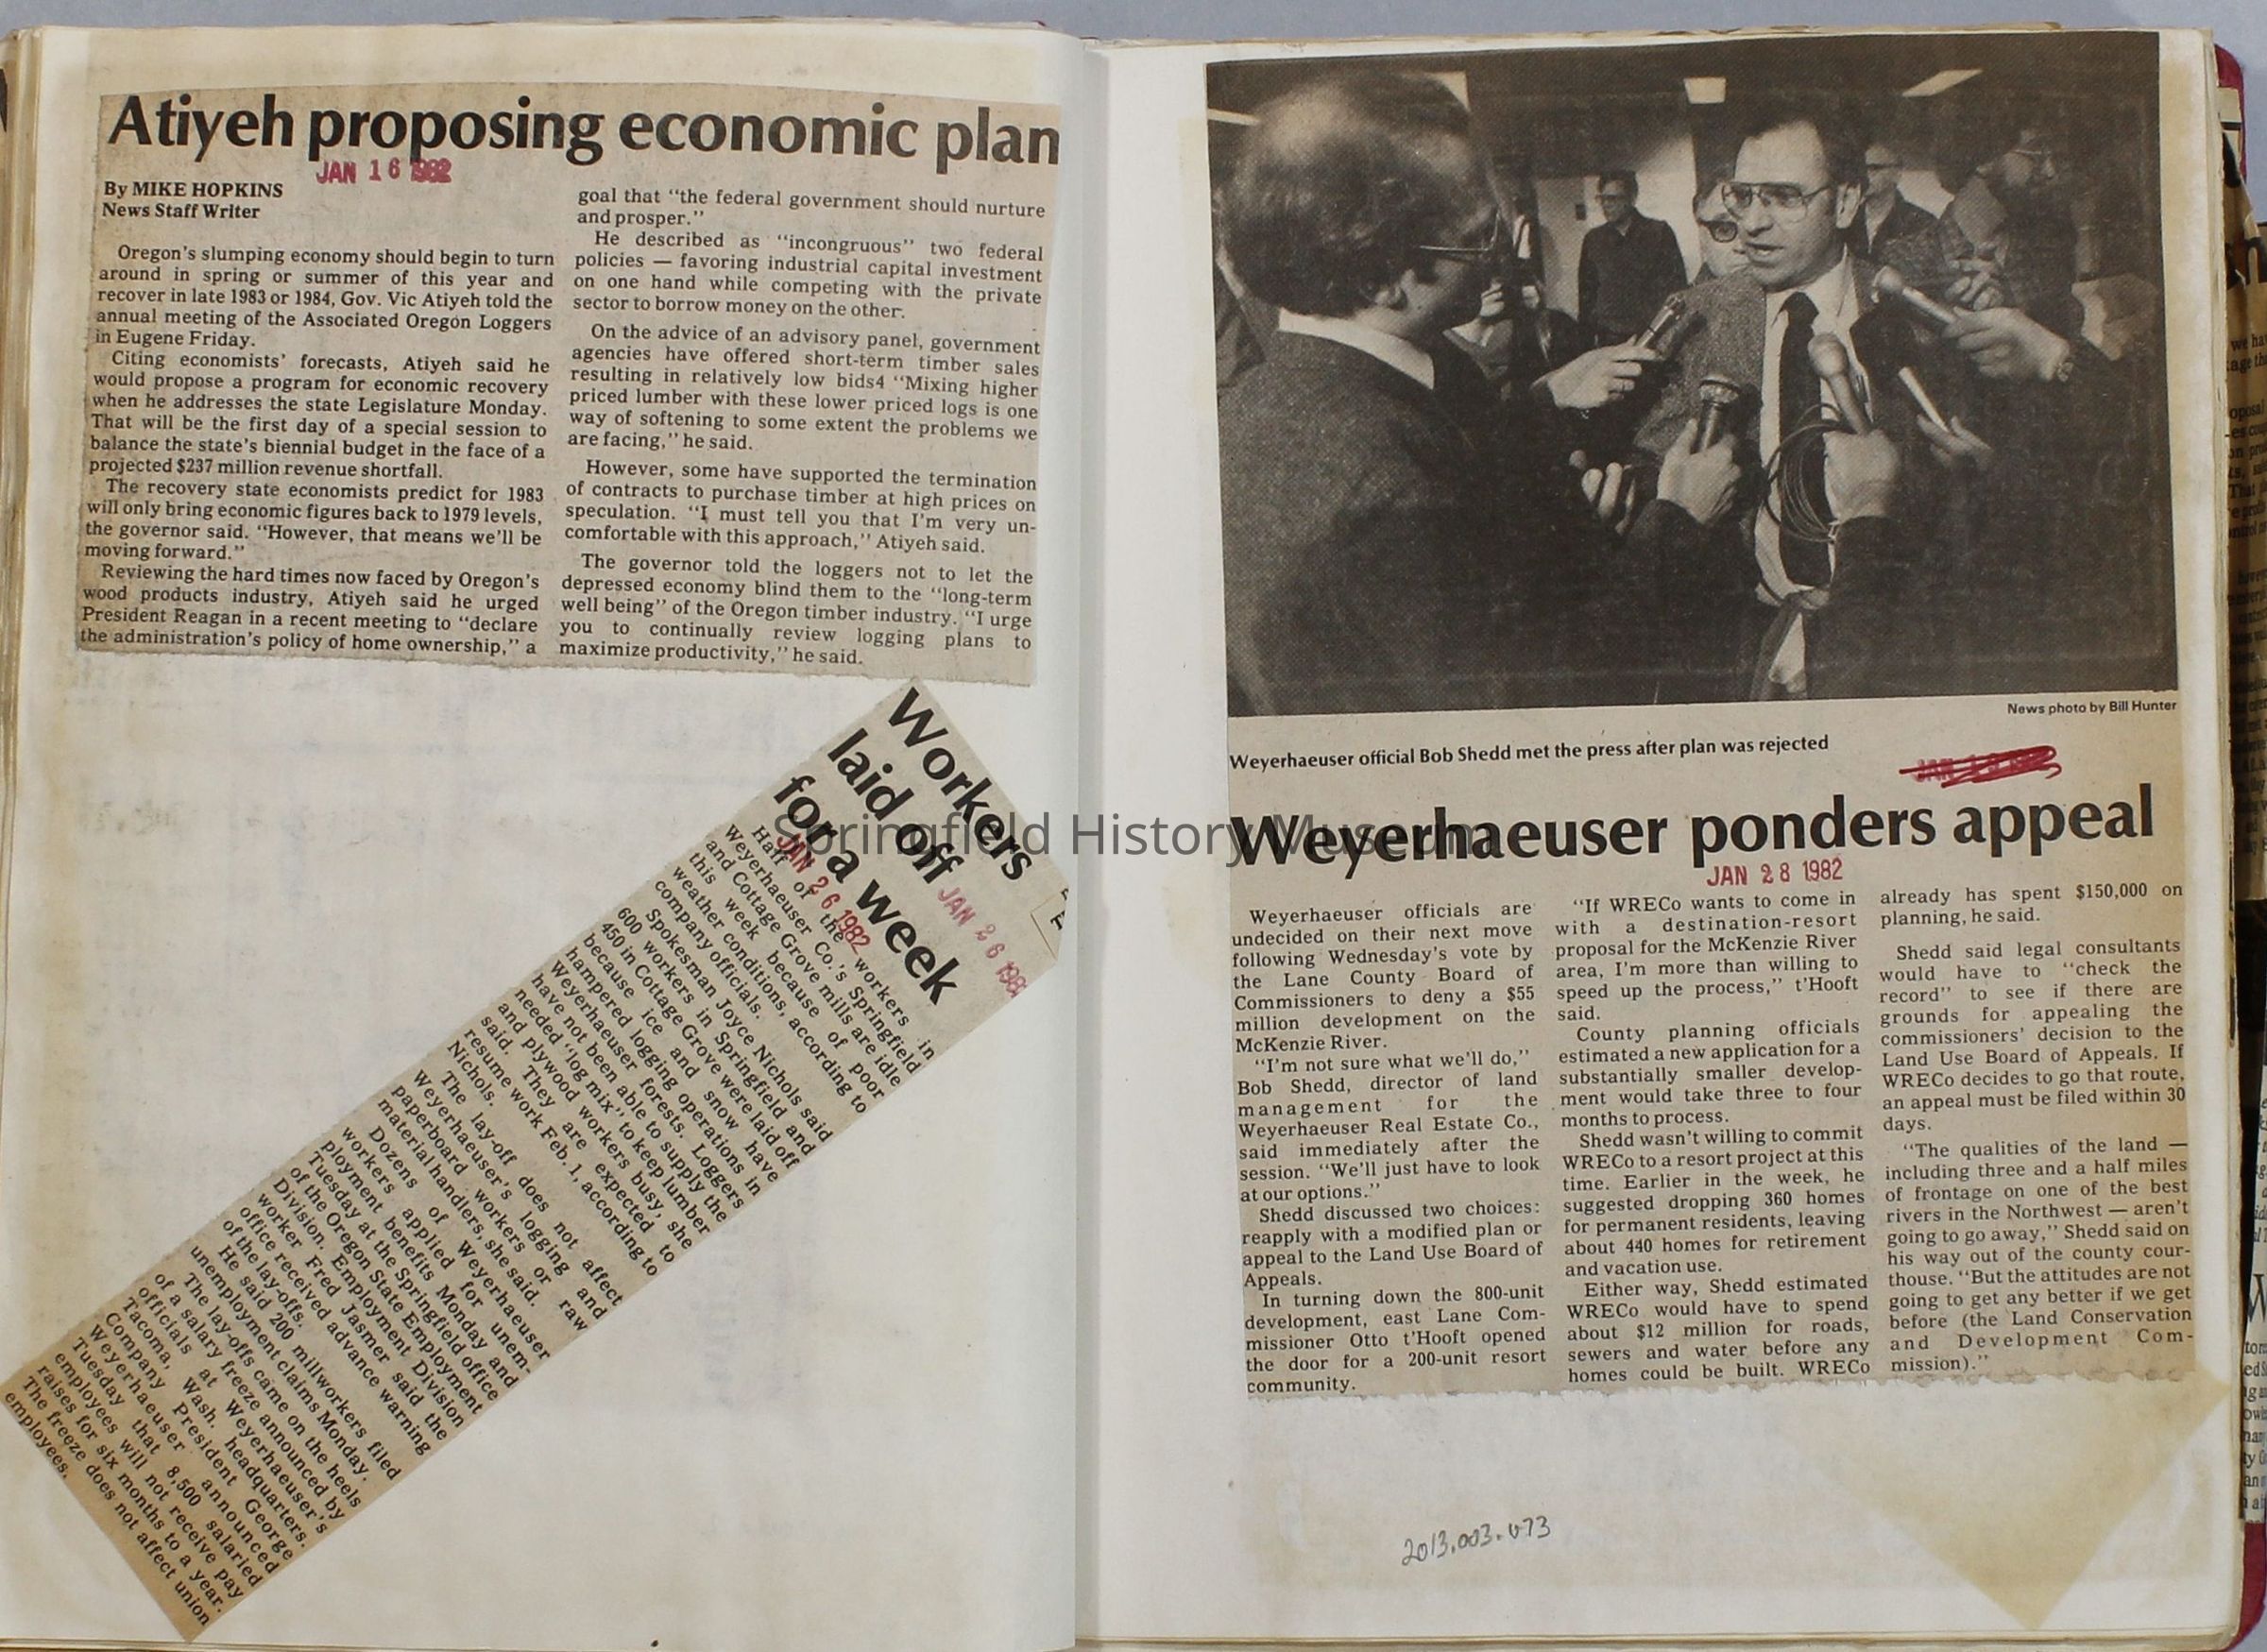 Atiyeh proposing economic plan
JAN 16 1982
By MIKE HOPKINS
News Staff Writer
Oregon's slumping economy should begin to turn
around in spring or summer of this year and
recover in late 1983 or 1984, Gov. Vic Atiyeh told the
annual meeting of the Associated Oregon Loggers
in Eugene Friday.
Citing economists' forecasts, Atiyeh said he
would propose a program for economic recovery
when he addresses the state Legislature Monday.
That will be the first day of a special session to
balance the state's biennial budget in the face of a
projected $237 million revenue shortfall.
The recovery state economists predict for 1983
will only bring economic figures back to 1979 levels,
the governor said. "However, that means we'll be
moving forward."
Reviewing the hard times now faced by Oregon's
wood products industry, Atiyeh said he urged
President Reagan in a recent meeting to "declare
the administration's policy of home ownership," a
goal that "the federal government should nurture
and prosper."
He described as "incongruous" two federal
policies — favoring industrial capital investment
on one hand while competing with the private
sector to borrow money on the other.
On the advice of an advisory panel, government
agencies have offered short-term timber sales
resulting in relatively low bids4 "Mixing higher
priced lumber with these lower priced logs is one
way of softening to some extent the problems we
are facing," he said.
However, some have supported the termination
of contracts to purchase timber at high prices on
speculation. "I must tell you that I'm very un-
comfortable with this approach," Atiyeh said.
The governor told the loggers not to let the
depressed economy blind them to the "long-term
well being" of the Oregon timber industry. "I urge
you to continually review logging plans to
maximize productivity," he said.
Workers
laid off
for a week
JAN 26 1982
JAN 26 198
Half of the workers in
Weyerhaeuser Co.'s Springfield
and Cottage Grove mills are idle
this week because of poor
weather conditions, according to
company officials.
Spokesman Joyce Nichols said
600 workers in Springfield and
450 in Cottage Grove were laid off
because ice and snow have
hampered logging operations in
Weyerhaeuser forests. Loggers
have not been able to supply the
needed "log mix" to keep lumber
and plywood workers busy, she
said. They are expected to
resume work Feb. 1, according to
Nichols.
The lay-off does not affect
Weyerhaeuser's logging and
paperboard workers or raw
material handlers, she said.
Dozens of Weyerhaeuser
workers applied for unem-
ployment benefits Monday and
Tuesday at the Springfield office
of the Oregon State Employment
Division. Employment Division
worker Fred Jasmer said the
office received advance warning
of the lay-offs.
He said 200 millworkers filed
unemployment claims Monday.
The lay-offs came on the heels
of a salary freeze announced by
officials at Weyerhaeuser's
Tacoma, Wash. headquarters.
Company President George
Weyerhaeuser announced
Tuesday that 8,500 salaried
employees will not receive pay
raises for six months to a year.
The freeze does not affect union
employees.
News photo by Bill Hunter
Weyerhaeuser official Bob Shedd met the press after plan was rejected
Weyerhaeuser ponders appeal
JAN 28 1982
Weyerhaeuser officials are
undecided on their next move
following Wednesday's vote by
the Lane County Board of
Commissioners to deny a $55
million development on the
McKenzie River.
"I'm not sure what we'll do,"
Bob Shedd, director of land
management for the
Weyerhaeuser Real Estate Co.,
said immediately after the
session. "We'll just have to look
at our options."
Shedd discussed two choices:
reapply with a modified plan or
appeal to the Land Use Board of
Appeals.
In turning down the 800-unit
development, east Lane Com-
missioner Otto t'Hooft opened
the door for a 200-unit resort
community.
"If WRECo wants to come in
with a destination-resort
proposal for the McKenzie River
area, I'm more than willing to
speed up the process," t'Hooft
said.
County planning officials
estimated a new application for a
substantially smaller develop-
ment would take three to four
months to process.
Shedd wasn't willing to commit
WRECo to a resort project at this
time. Earlier in the week, he
suggested dropping 360 homes
for permanent residents, leaving
about 440 homes for retirement
and vacation use.
Either way, Shedd estimated
WRECo would have to spend
about $12 million for roads,
sewers and water before any
homes could be built. WRECo
already has spent $150,000 on
planning, he said.
Shedd said legal consultants
would have to "check the
record" to see if there are
grounds for appealing the
commissioners' decision to the
Land Use Board of Appeals. If
WRECo decides to go that route,
an appeal must be filed within 30
days.
"The qualities of the land —
including three and a half miles
of frontage on one of the best
rivers in the Northwest — aren't
going to go away," Shedd said on
his way out of the county cour-
thouse. "But the attitudes are not
going to get any better if we get
before (the Land Conservation
and Development Com-
mission)."
2013.003.073
Springfield History Museum